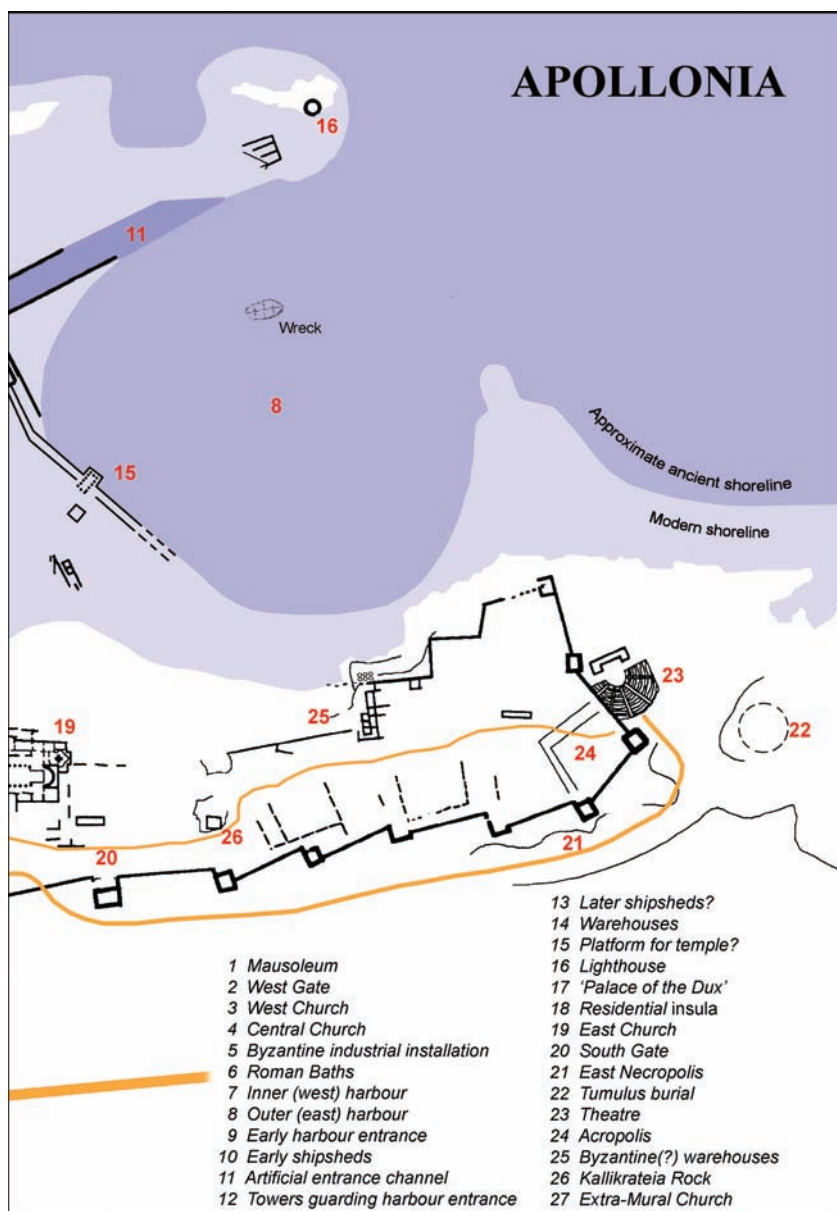 APOLLONIA
16
11
Wreck
8
Approximate ancient shoreline
15
Modern shoreline
23
25
19
24
22
26
20
21
1 Mausoleum
2 West Gate
3 West Church
4 Central Church
5 Byzantine industrial installation
6 Roman Baths
7 Inner (west) harbour
8 Outer (east) harbour
9 Early harbour entrance
10 Early shipsheds
11 Artificial entrance channel
12 Towers guarding harbour entrance
13 Later shipsheds?
14 Warehouses
15 Platform for temple?
16 Lighthouse
17 ‘Palace of the Dux’
18 Residential insula
19 East Church
20 South Gate
21 East Necropolis
22 Tumulus burial
23 Theatre
24 Acropolis
25 Byzantine(?) warehouses
26 Kallikrateia Rock
27 Extra-Mural Church